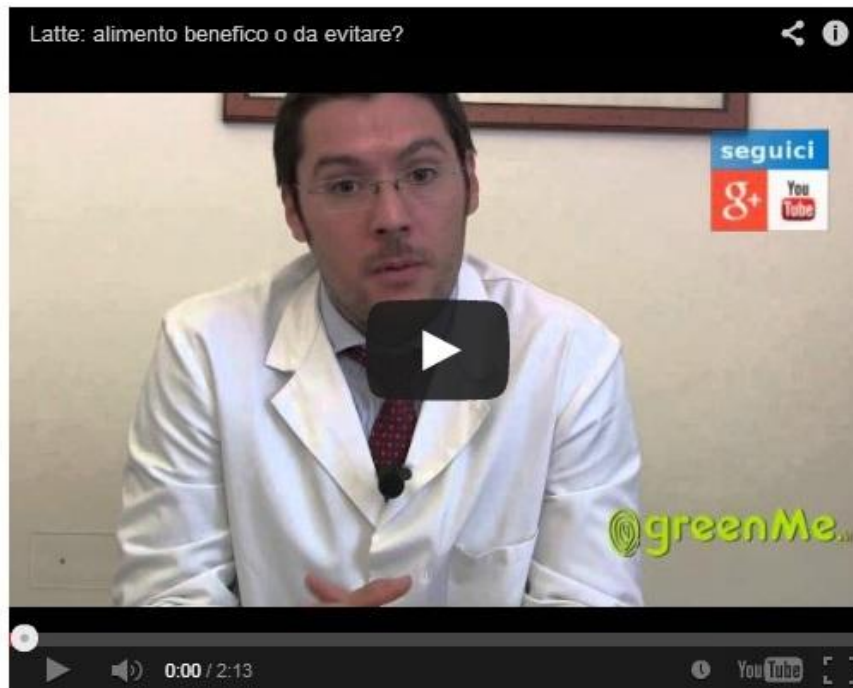 Latte: alimento benefico o da evitare?
seguici
g+
You
Tube
greenMe
0:00 / 2:13
YouTube